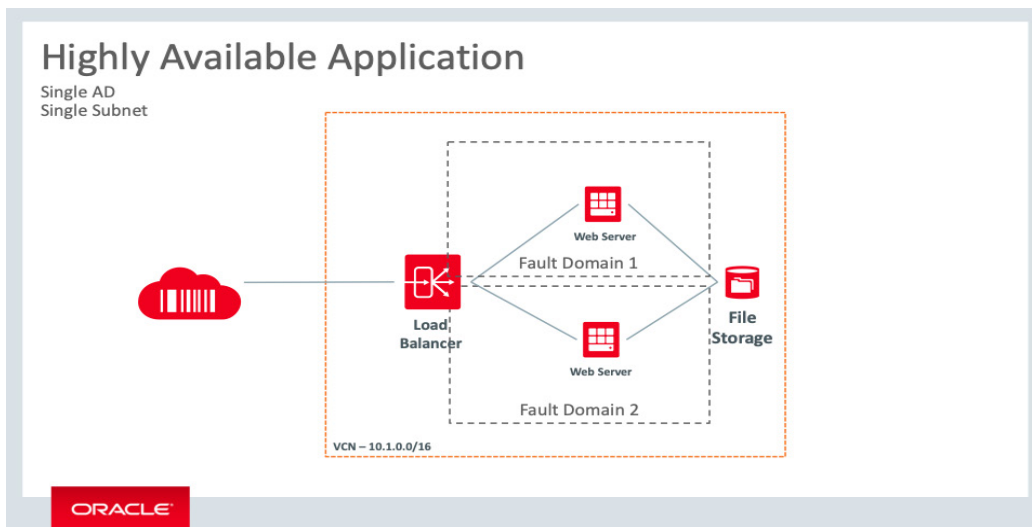 Highly Available Application
Single AD
Single Subnet
Web Server
Fault Domain 1
Load
Balancer
File
Storage
Web Server
Fault Domain 2
VCN – 10.1.0.0/16
ORACLE